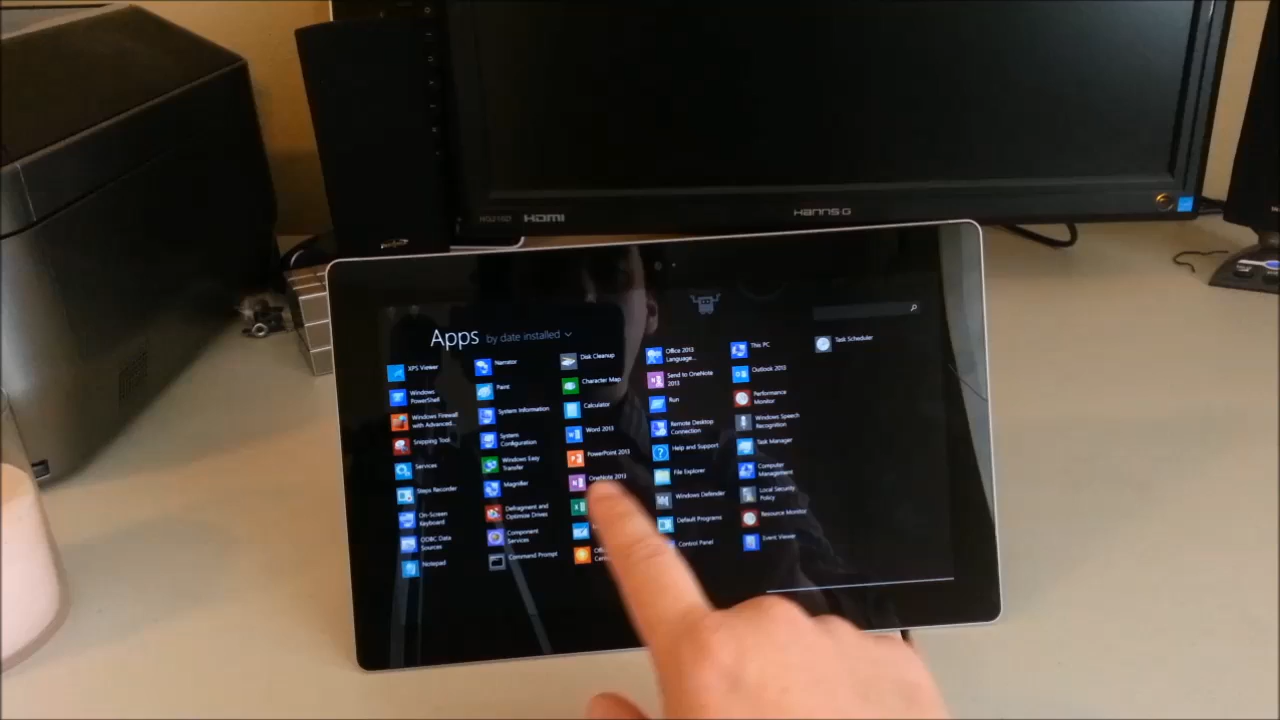 HDMI
HANNS-G
Apps by date installed
XPS Viewer
Windows
PowerShell
Windows Firewall
with Advanced...
Snipping Tool
Services
Steps Recorder
On-Screen
Keyboard
ODBC Data
Sources
Notepad
Narrator
Paint
System Information
System
Configuration
Windows Easy
Transfer
Magnifier
Defragment and
Optimize Drives
Component
Services
Command Prompt
Disk Cleanup
Character Map
Calculator
Word 2013
PowerPoint 2013
OneNote 2013
Office 2013
Language...
Send to OneNote
2013
Run
Remote Desktop
Connection
Help and Support
File Explorer
Windows Defender
Default Programs
Control Panel
This PC
Outlook 2013
Performance
Monitor
Windows Speech
Recognition
Task Manager
Computer
Management
Local Security
Policy
Resource Monitor
Event Viewer
Task Scheduler